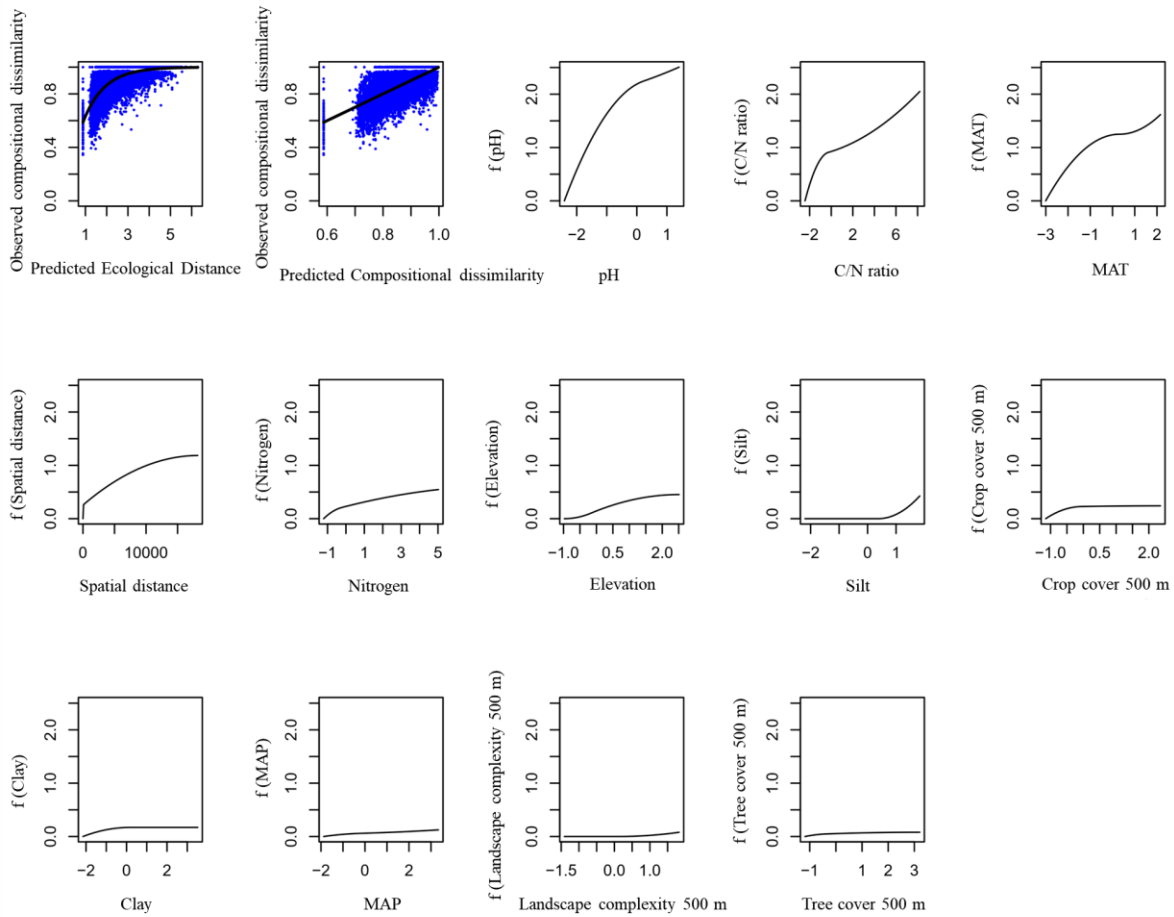 Observed compositional dissimilarity
0.0 0.4 0.8
1 3 5
Predicted Ecological Distance
Observed compositional dissimilarity
0.0 0.4 0.8
0.6 0.7 0.8 0.9 1.0
Predicted Compositional dissimilarity
f (pH)
0.0 1.0 2.0
−2 −1 0 1
pH
f (C/N ratio)
0.0 1.0 2.0
−2 2 6
C/N ratio
f (MAT)
0.0 1.0 2.0
−3 −1 0 1 2
MAT
f (Spatial distance)
0.0 1.0 2.0
0 10000
Spatial distance
f (Nitrogen)
0.0 1.0 2.0
−1 1 3 5
Nitrogen
f (Elevation)
0.0 1.0 2.0
−1.0 0.5 2.0
Elevation
f (Silt)
0.0 1.0 2.0
−2 0 1
Silt
f (Crop cover 500 m)
0.0 1.0 2.0
−1.0 0.5 2.0
Crop cover 500 m
f (Clay)
0.0 1.0 2.0
−2 0 2
Clay
f (MAP)
0.0 1.0 2.0
−2 0 2
MAP
f (Landscape complexity 500 m)
0.0 1.0 2.0
−1.5 0.0 1.0
Landscape complexity 500 m
f (Tree cover 500 m)
0.0 1.0 2.0
−1 1 2 3
Tree cover 500 m